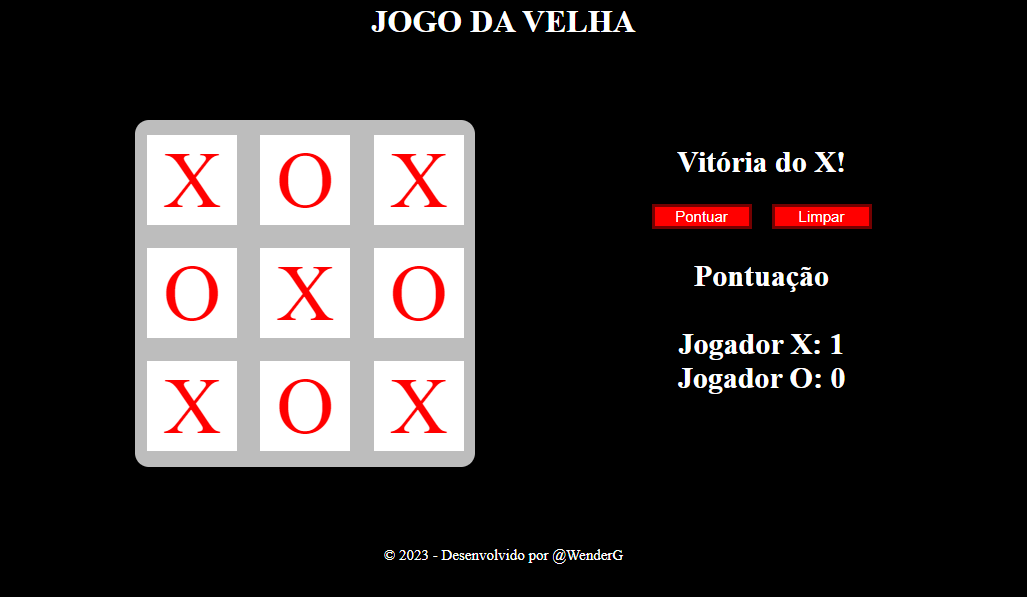 JOGO DA VELHA
X O X
O X O
X O X
Vitória do X!
Pontuar Limpar
Pontuação
Jogador X: 1
Jogador O: 0
© 2023 - Desenvolvido por @WenderG